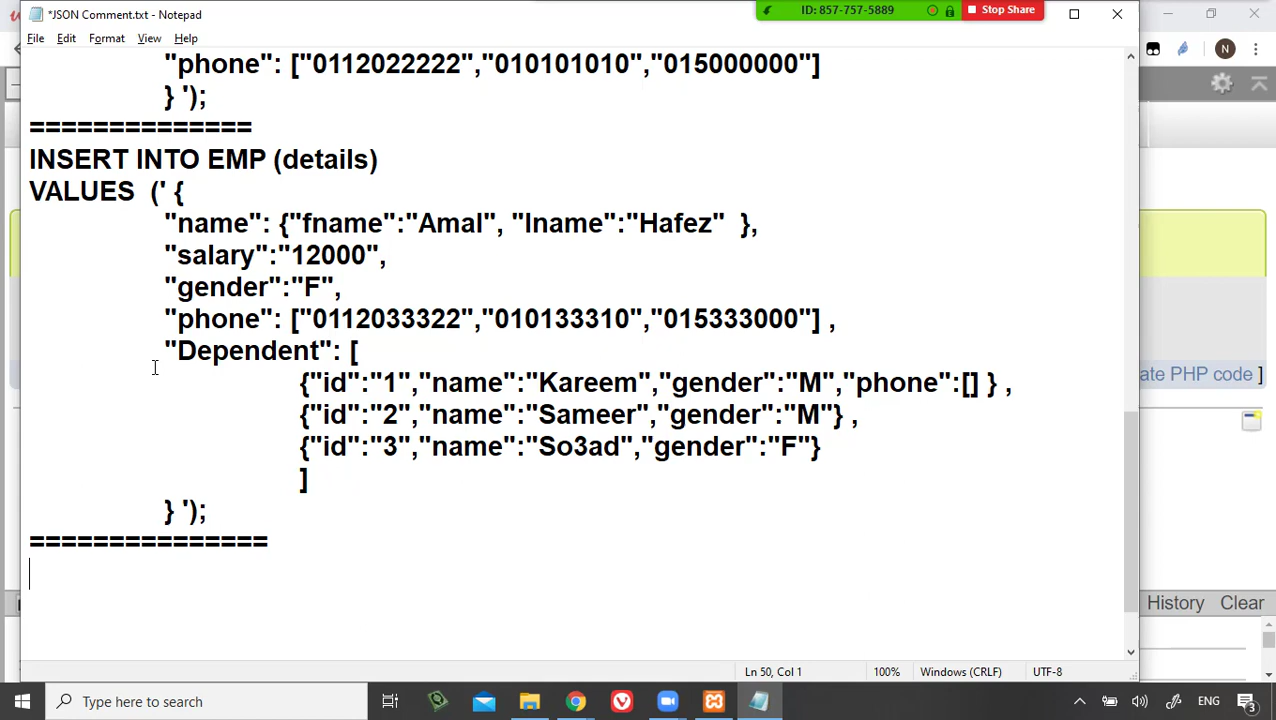 *JSON Comment.txt - Notepad
ID: 857-757-5889
Stop Share
File Edit Format View Help
N
"phone": ["0112022222","010101010","015000000"]
} ');
==============
INSERT INTO EMP (details)
VALUES (' {
"name": {"fname":"Amal", "lname":"Hafez" },
"salary":"12000",
"gender":"F",
"phone": ["0112033322","010133310","015333000"] ,
"Dependent": [
{"id":"1","name":"Kareem","gender":"M","phone":[] } ,
ate PHP code ]
{"id":"2","name":"Sameer","gender":"M"} ,
{"id":"3","name":"So3ad","gender":"F"}
]
} ');
===============
History Clear
Ln 50, Col 1 100% Windows (CRLF) UTF-8
Type here to search
ENG
3